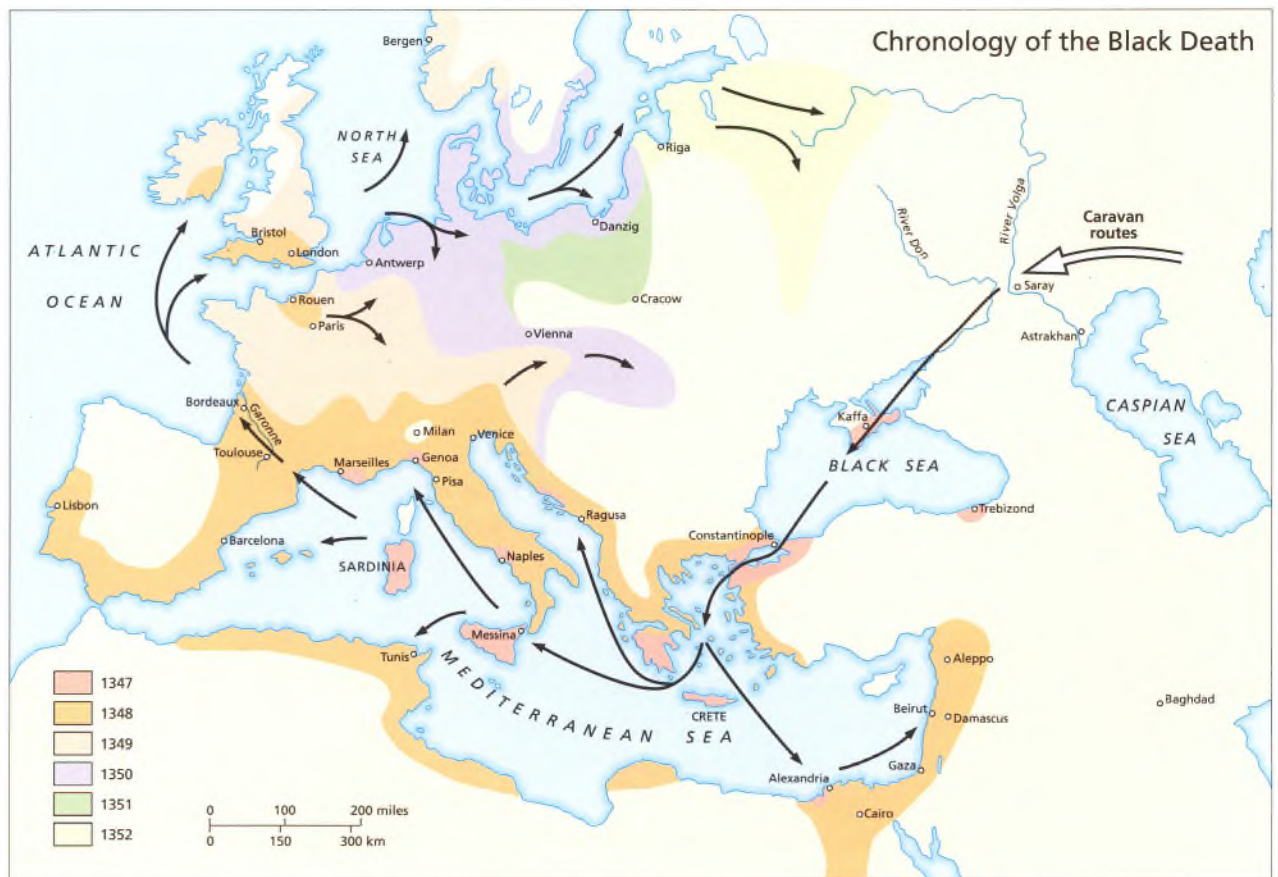 Chronology of the Black Death
Bergen
NORTH
SEA
Riga
River Volga
River Don
Caravan
routes
Bristol
London
Danzig
ATLANTIC
OCEAN
Antwerp
Saray
Rouen
Paris
Cracow
Vienna
Astrakhan
Bordeaux
Garonne
Kaffa
CASPIAN
SEA
Milan
Venice
Toulouse
Marseilles
Genoa
Pisa
BLACK SEA
Lisbon
Ragusa
Trebizond
Barcelona
Constantinople
SARDINIA
Naples
Messina
Tunis
MEDITERRANEAN SEA
Aleppo
CRETE
Beirut
Damascus
Baghdad
Gaza
Alexandria
Cairo
1347
1348
1349
1350
1351
1352
0 100 200 miles
0 150 300 km